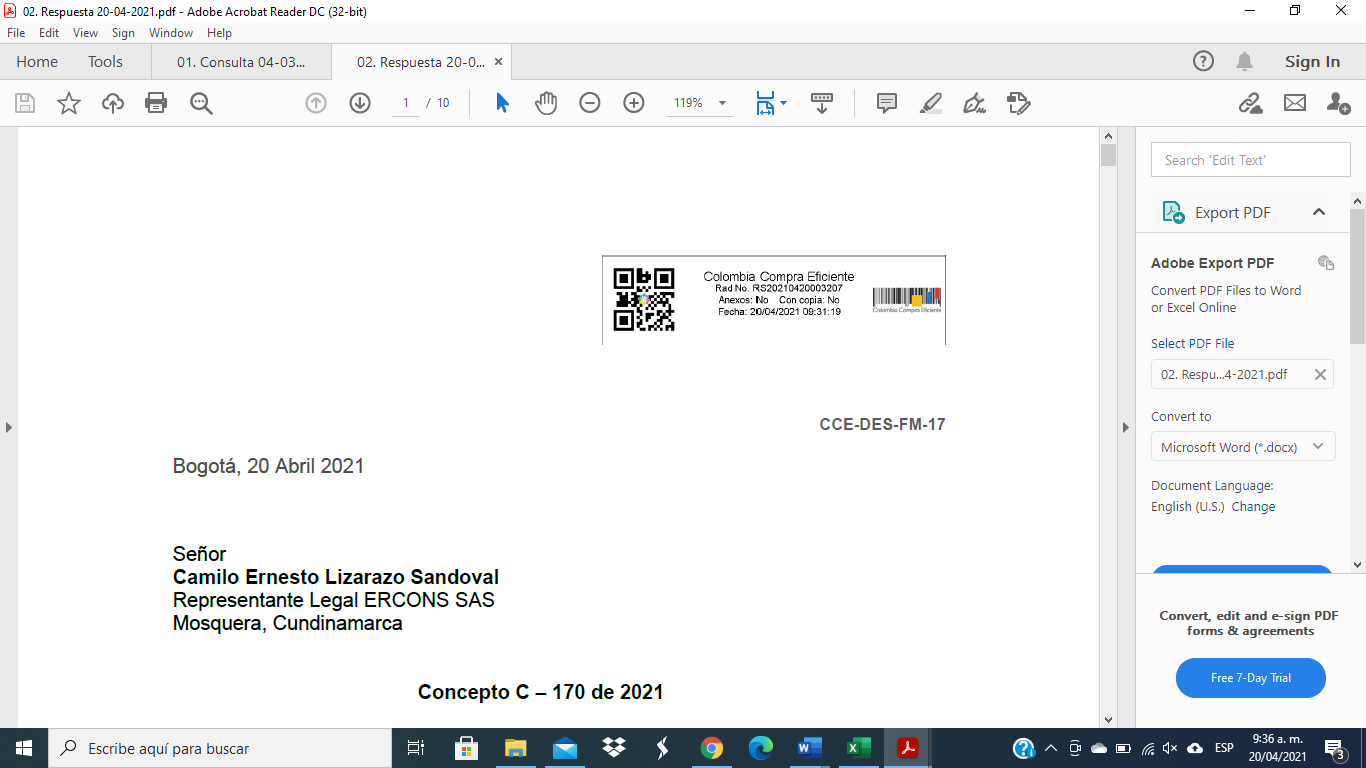 02. Respuesta 20-04-2021.pdf - Adobe Acrobat Reader DC (32-bit)
File Edit View Sign Window Help
Home Tools 01. Consulta 04-03... 02. Respuesta 20-0... × Sign In
1 / 10 119%
Search 'Edit Text'
Export PDF
Adobe Export PDF
Convert PDF Files to Word
or Excel Online
Select PDF File
02. Respu...4-2021.pdf
Convert to
Microsoft Word (*.docx)
Document Language:
English (U.S.) Change
Convert, edit and e-sign PDF
forms & agreements
Free 7-Day Trial
Colombia Compra Eficiente
Rad No. RS20210420003207
Anexos: No Con copia: No
Fecha: 20/04/2021 09:31:19
Colombia Compra Eficiente
CCE-DES-FM-17
Bogotá, 20 Abril 2021
Señor
Camilo Ernesto Lizarazo Sandoval
Representante Legal ERCONS SAS
Mosquera, Cundinamarca
Concepto C – 170 de 2021
Escribe aquí para buscar
ESP
9:36 a. m.
20/04/2021
3